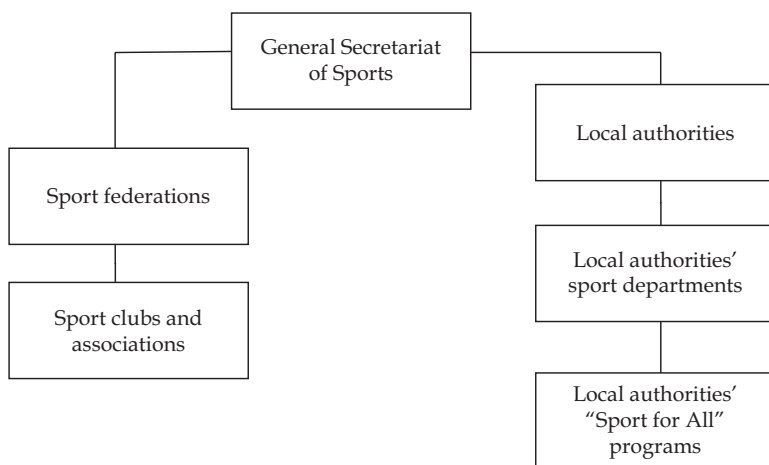 General Secretariat
of Sports
Local authorities
Sport federations
Local authorities’
sport departments
Sport clubs and
associations
Local authorities’
“Sport for All”
programs